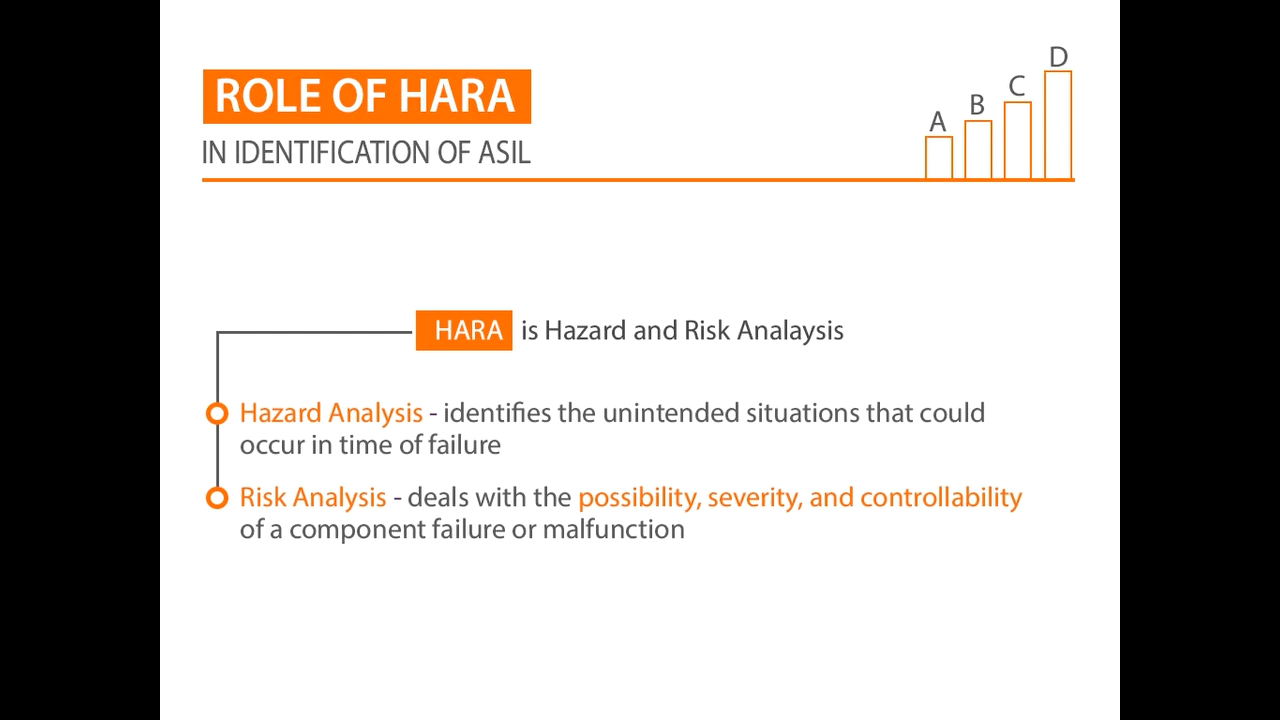 ROLE OF HARA
IN IDENTIFICATION OF ASIL
A
B
C
D
HARA is Hazard and Risk Analaysis
Hazard Analysis - identifies the unintended situations that could
occur in time of failure
Risk Analysis - deals with the possibility, severity, and controllability
of a component failure or malfunction